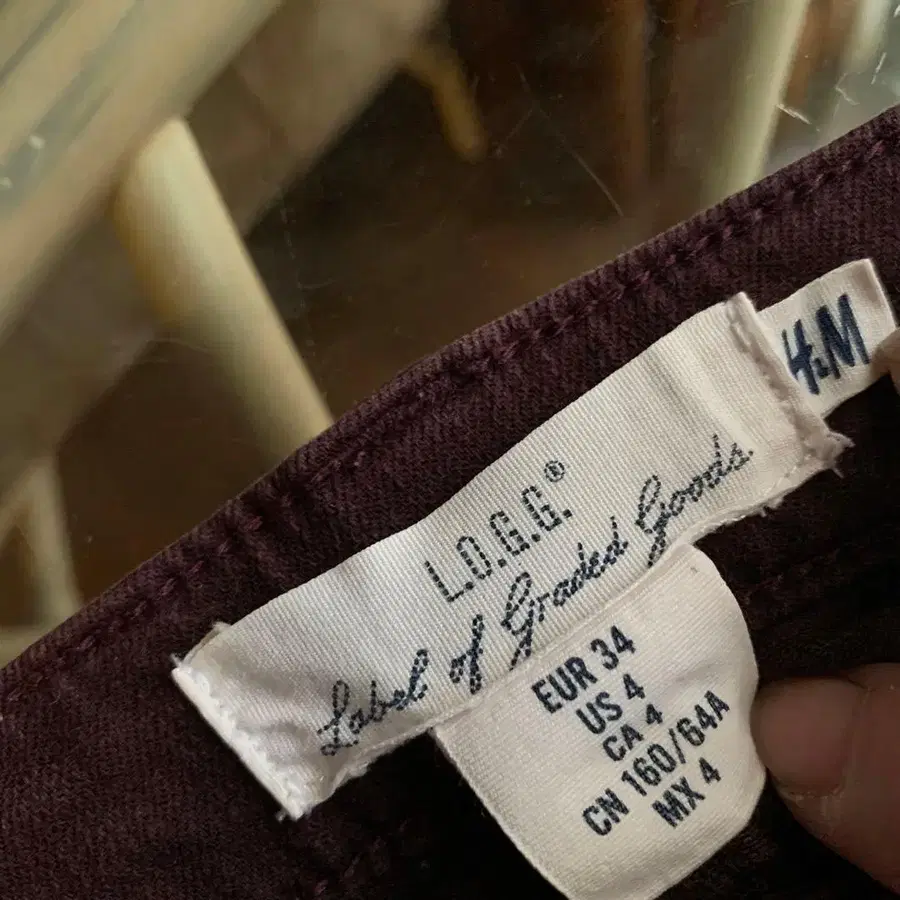 H&M
L.O.G.G.®
Label of Graded Goods
EUR 34
US 4
CA 4
CN 160/64A
MX 4